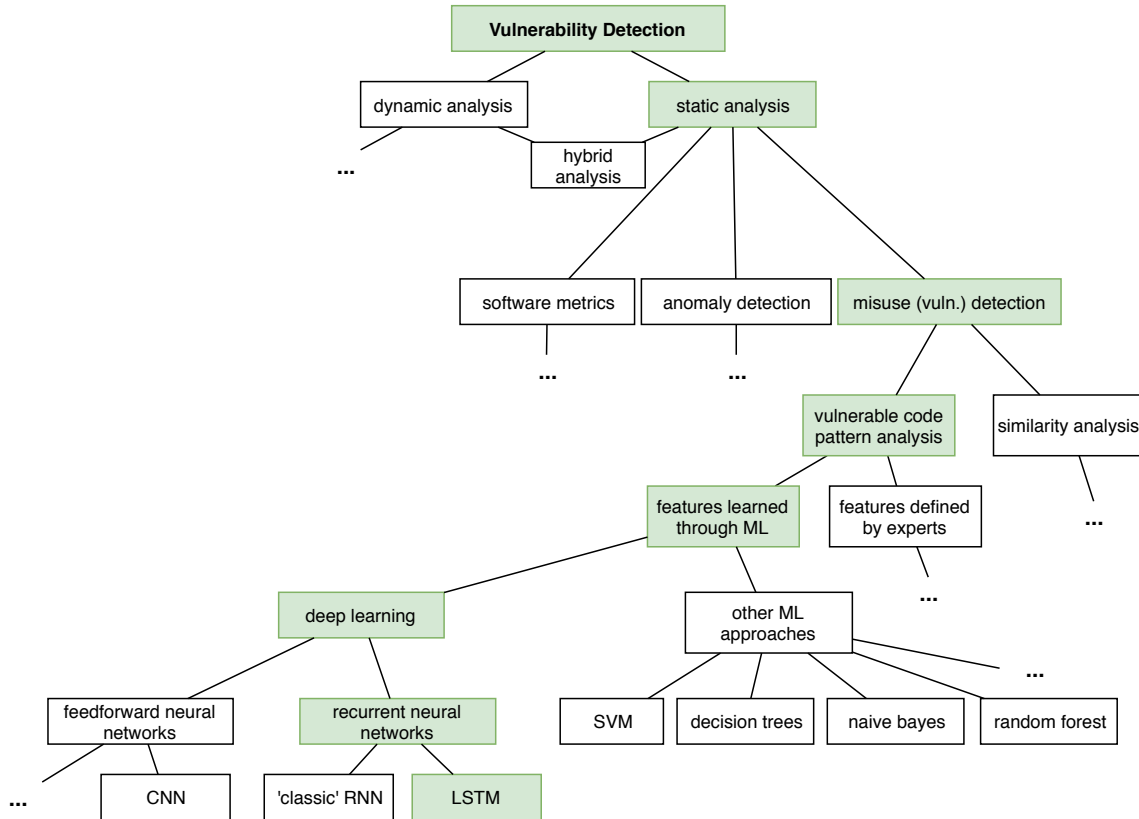 Vulnerability Detection
dynamic analysis
static analysis
...
hybrid
analysis
software metrics
anomaly detection
misuse (vuln.) detection
...
...
vulnerable code
pattern analysis
similarity analysis
features learned
through ML
features defined
by experts
...
...
deep learning
other ML
approaches
...
feedforward neural
networks
recurrent neural
networks
SVM
decision trees
naive bayes
random forest
...
CNN
'classic' RNN
LSTM